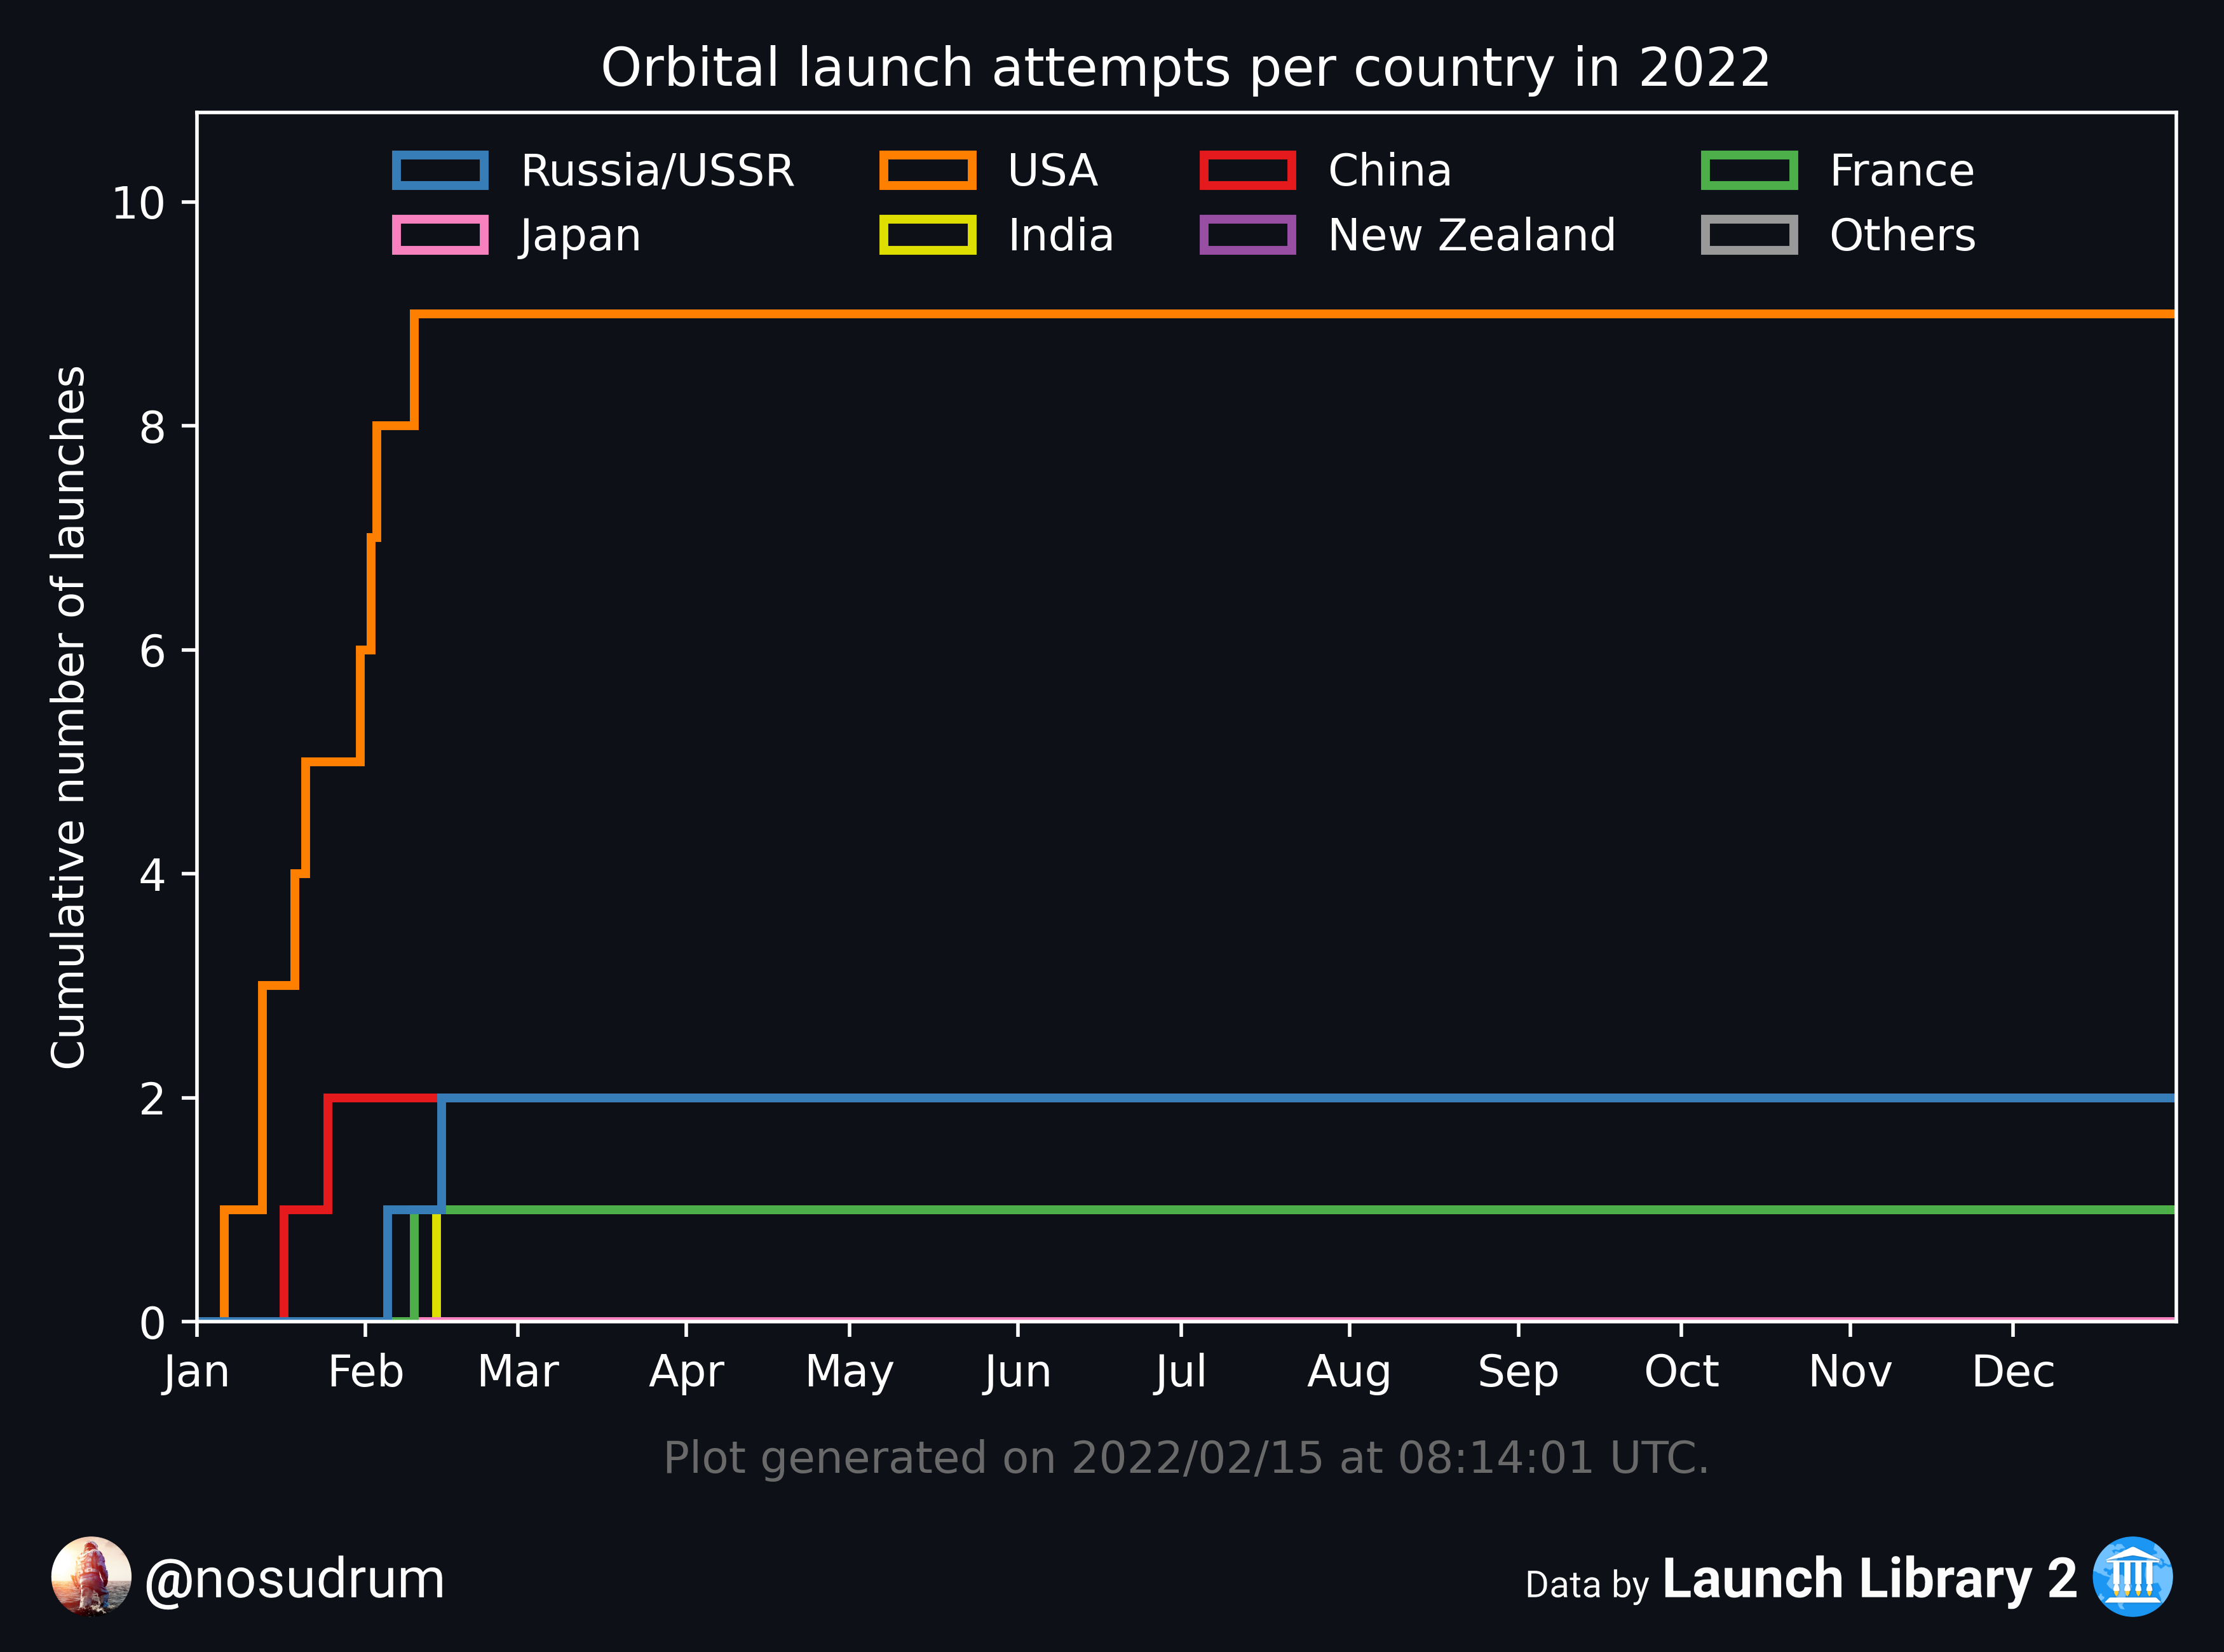 Orbital launch attempts per country in 2022
Russia/USSR USA China France
Japan India New Zealand Others
Cumulative number of launches
10
8
6
4
2
0
Jan Feb Mar Apr May Jun Jul Aug Sep Oct Nov Dec
Plot generated on 2022/02/15 at 08:14:01 UTC.
@nosudrum
Data by Launch Library 2